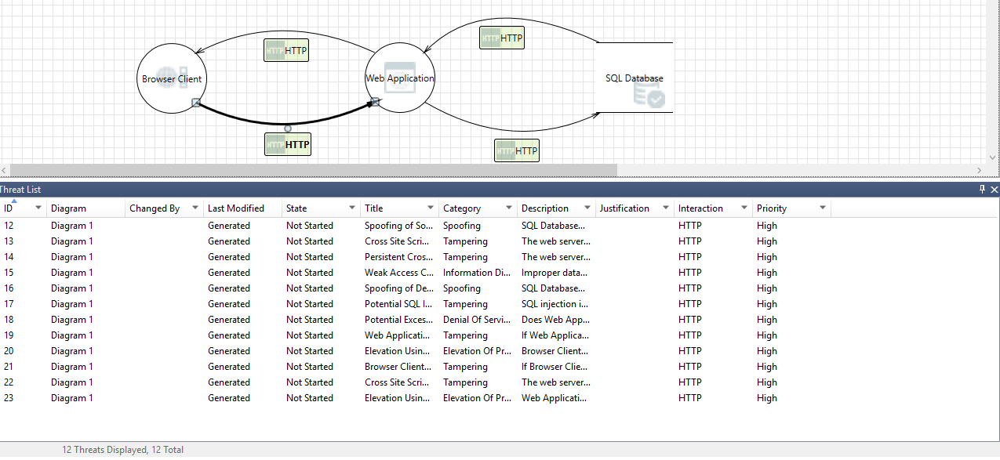 HTTP HTTP
HTTP HTTP
Browser Client
Web Application
SQL Database
HTTP HTTP
HTTP HTTP
Threat List
ID Diagram Changed By Last Modified State Title Category Description Justification Interaction Priority
12 Diagram 1 Generated Not Started Spoofing of So... Spoofing SQL Database... HTTP High
13 Diagram 1 Generated Not Started Cross Site Scri... Tampering The web server... HTTP High
14 Diagram 1 Generated Not Started Persistent Cros... Tampering The web server... HTTP High
15 Diagram 1 Generated Not Started Weak Access C... Information Di... Improper data... HTTP High
16 Diagram 1 Generated Not Started Spoofing of De... Spoofing SQL Database... HTTP High
17 Diagram 1 Generated Not Started Potential SQL I... Tampering SQL injection i... HTTP High
18 Diagram 1 Generated Not Started Potential Exces... Denial Of Servi... Does Web App... HTTP High
19 Diagram 1 Generated Not Started Web Applicati... Tampering If Web Applica... HTTP High
20 Diagram 1 Generated Not Started Elevation Usin... Elevation Of Pr... Browser Client... HTTP High
21 Diagram 1 Generated Not Started Browser Client... Tampering If Browser Clie... HTTP High
22 Diagram 1 Generated Not Started Cross Site Scri... Tampering The web server... HTTP High
23 Diagram 1 Generated Not Started Elevation Usin... Elevation Of Pr... Web Applicati... HTTP High
12 Threats Displayed, 12 Total